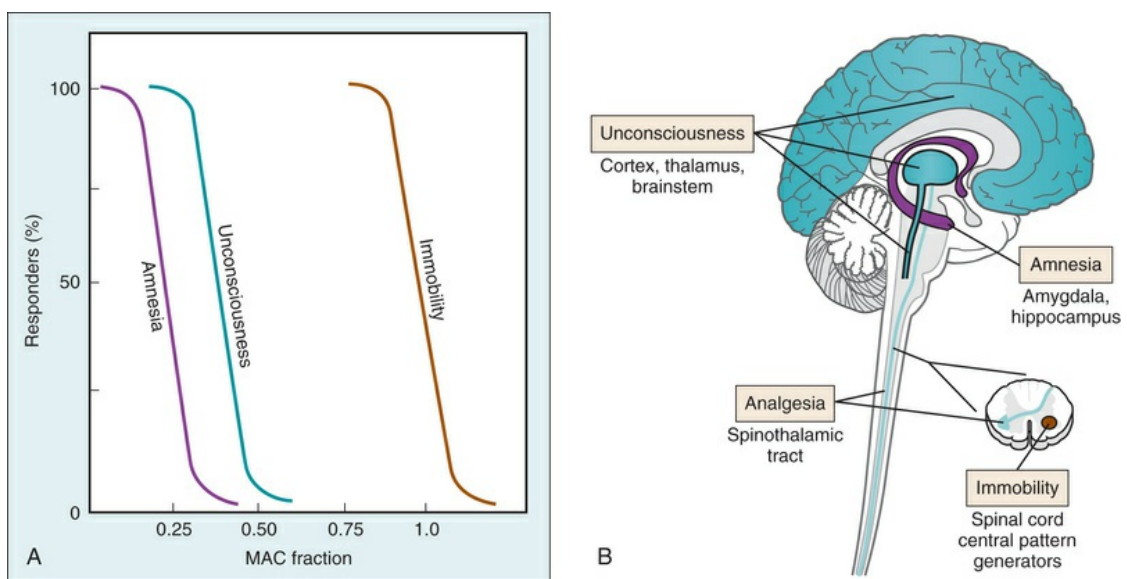 100
50
0
Responders (%)
Amnesia
Unconsciousness
Immobility
0.25
0.50
0.75
1.0
MAC fraction
A
Unconsciousness
Cortex, thalamus,
brainstem
Amnesia
Amygdala,
hippocampus
Analgesia
Spinothalamic
tract
Immobility
Spinal cord
central pattern
generators
B